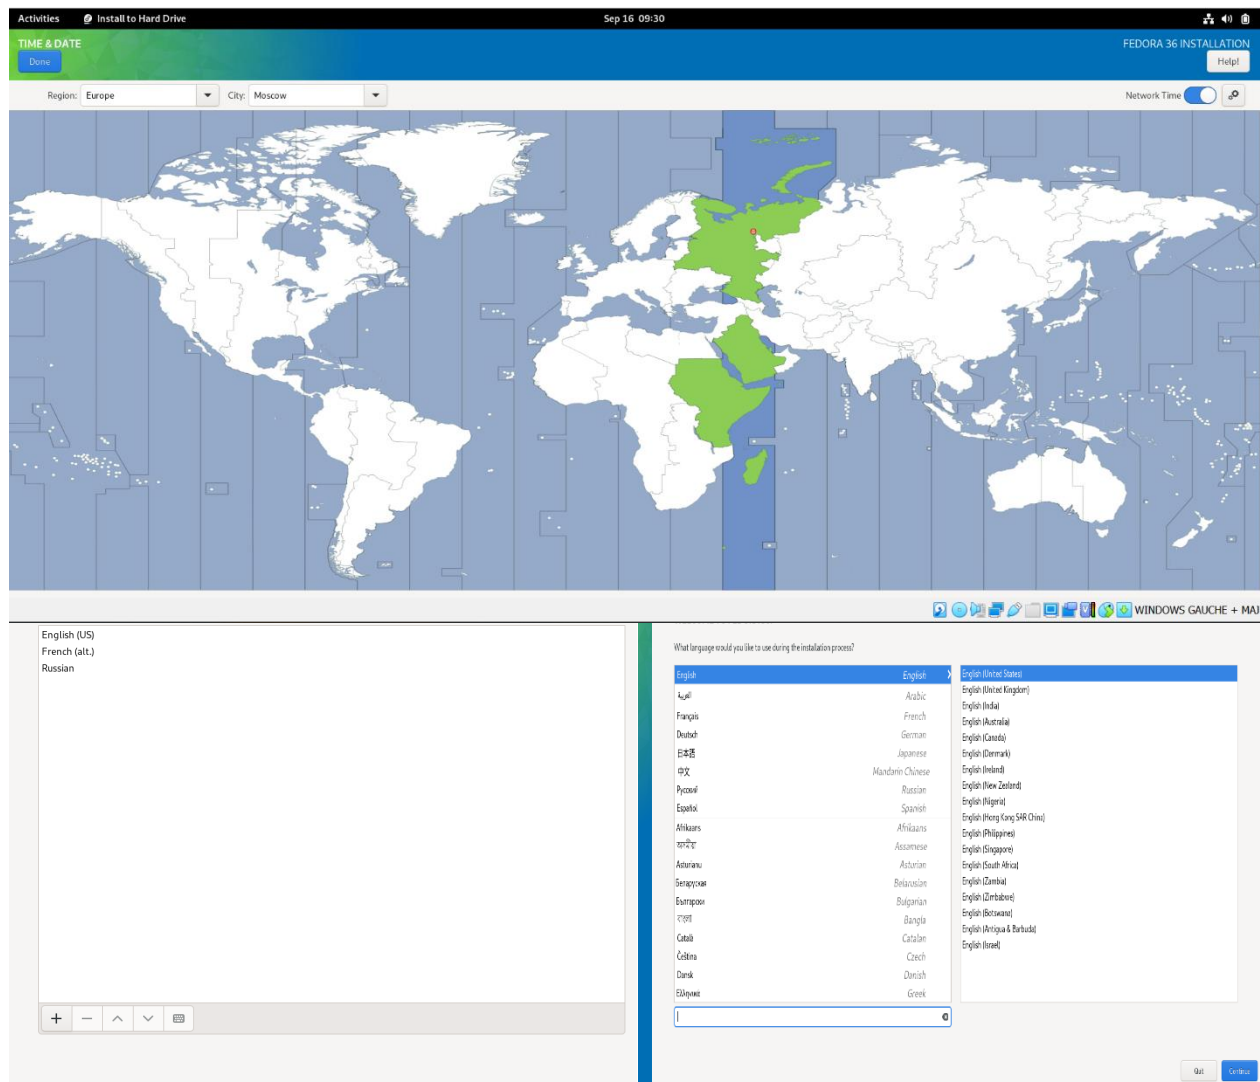 Activities Install to Hard Drive Sep 16 09:30
TIME & DATE FEDORA 36 INSTALLATION
Done Help!
Region: Europe City: Moscow Network Time
WINDOWS GAUCHE + MAJ
English (US)
French (alt.)
Russian
What language would you like to use during the installation process?
English English
العربية Arabic
Français French
Deutsch German
日本語 Japanese
中文 Mandarin Chinese
Русский Russian
Español Spanish
Afrikaans Afrikaans
অসমীয়া Assamese
Asturianu Asturian
Беларуская Belarusian
Български Bulgarian
বাংলা Bangla
Català Catalan
Čeština Czech
Dansk Danish
Ελληνικά Greek
English (United States)
English (United Kingdom)
English (India)
English (Australia)
English (Canada)
English (Denmark)
English (Ireland)
English (New Zealand)
English (Nigeria)
English (Hong Kong SAR China)
English (Philippines)
English (Singapore)
English (South Africa)
English (Zambia)
English (Zimbabwe)
English (Botswana)
English (Antigua & Barbuda)
English (Israel)
Quit Continue